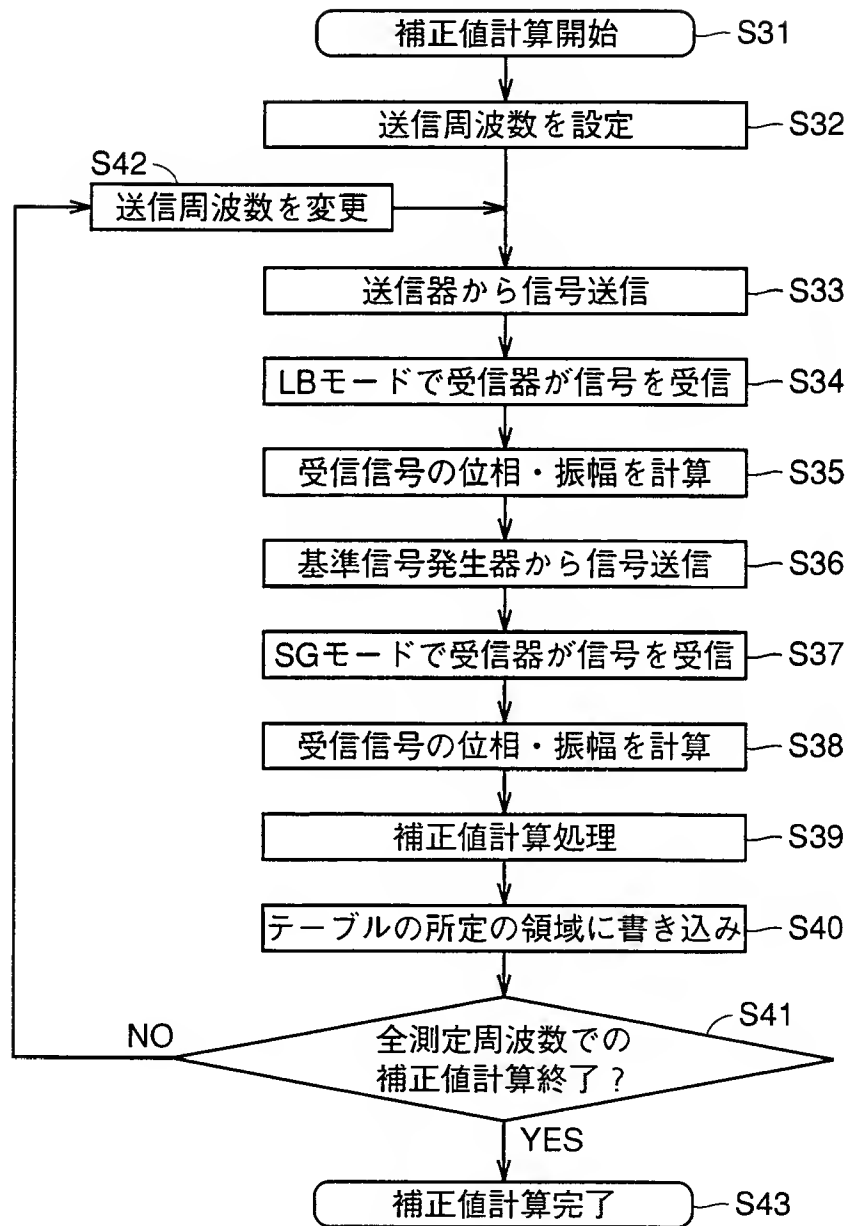 補正値計算開始 S31
送信周波数を設定 S32
S42
送信周波数を変更
送信器から信号送信 S33
LBモードで受信器が信号を受信 S34
受信信号の位相・振幅を計算 S35
基準信号発生器から信号送信 S36
SGモードで受信器が信号を受信 S37
受信信号の位相・振幅を計算 S38
補正値計算処理 S39
テーブルの所定の領域に書き込み S40
S41
NO
全測定周波数での
補正値計算終了?
YES
補正値計算完了 S43